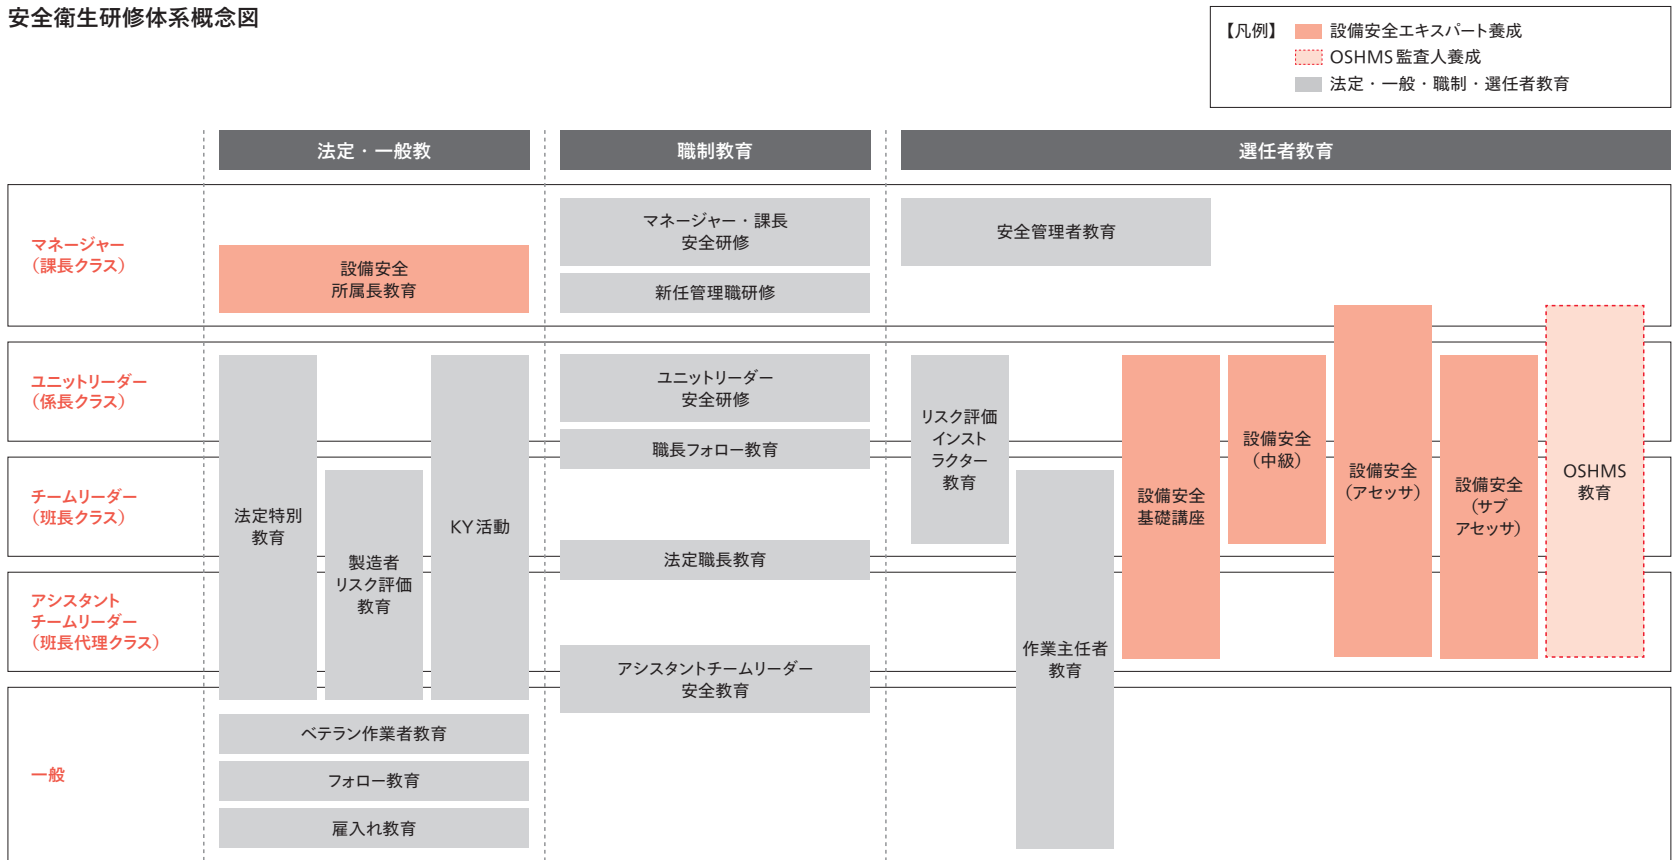 安全衛生研修体系概念図
【凡例】
設備安全エキスパート養成
OSHMS監査人養成
法定・一般・職制・選任者教育
法定・一般教
職制教育
選任者教育
マネージャー
（課長クラス）
設備安全
所属長教育
マネージャー・課長
安全研修
新任管理職研修
安全管理者教育
ユニットリーダー
（係長クラス）
ユニットリーダー
安全研修
職長フォロー教育
チームリーダー
（班長クラス）
法定特別
教育
製造者
リスク評価
教育
KY活動
法定職長教育
リスク評価
インスト
ラクター
教育
作業主任者
教育
設備安全
基礎講座
設備安全
（中級）
設備安全
（アセッサ）
設備安全
（サブ
アセッサ）
OSHMS
教育
アシスタント
チームリーダー
（班長代理クラス）
アシスタントチームリーダー
安全教育
一般
ベテラン作業者教育
フォロー教育
雇入れ教育